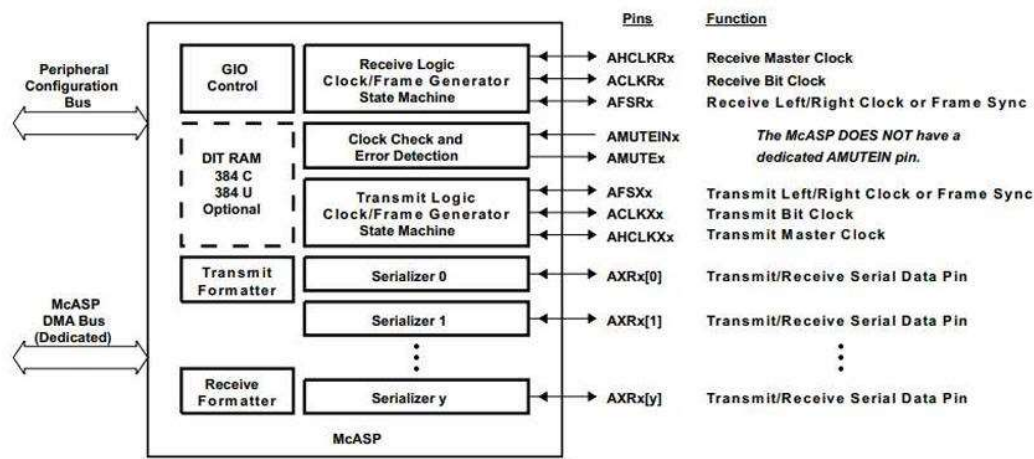 Pins
Function
Peripheral
Configuration
Bus
GIO
Control
Receive Logic
Clock/Frame Generator
State Machine
AHCLKRx
Receive Master Clock
ACLKRx
Receive Bit Clock
AFSRx
Receive Left/Right Clock or Frame Sync
DIT RAM
384 C
384 U
Optional
Clock Check and
Error Detection
AMUTEINx
AMUTEx
The McASP DOES NOT have a
dedicated AMUTEIN pin.
Transmit Logic
Clock/Frame Generator
State Machine
AFSXx
Transmit Left/Right Clock or Frame Sync
ACLKXx
Transmit Bit Clock
AHCLKXx
Transmit Master Clock
McASP
DMA Bus
(Dedicated)
Transmit
Formatter
Serializer 0
AXRx[0]
Transmit/Receive Serial Data Pin
Serializer 1
AXRx[1]
Transmit/Receive Serial Data Pin
Receive
Formatter
Serializer y
AXRx[y]
Transmit/Receive Serial Data Pin
McASP